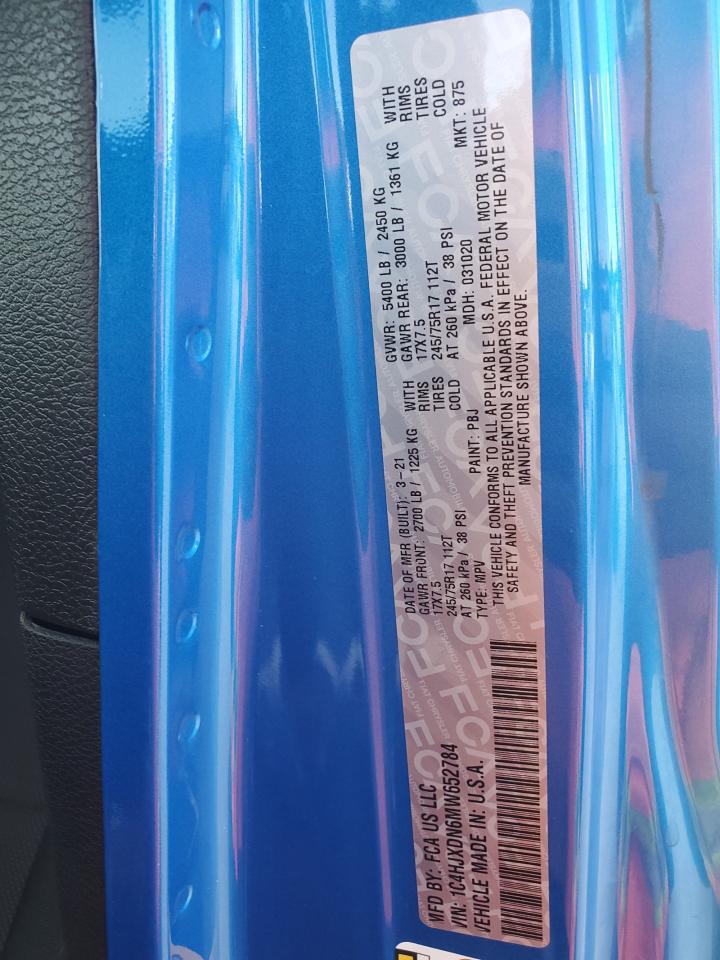 MFD BY: FCA US LLC
DATE OF MFR (BUILT): 3-21
GVWR: 5400 LB / 2450 KG
GAWR FRONT: 2700 LB / 1225 KG WITH
GAWR REAR: 3000 LB / 1361 KG WITH
17X7.5 RIMS
17X7.5 RIMS
245/75R17 112T TIRES
245/75R17 112T TIRES
AT 260 kPa / 38 PSI COLD
AT 260 kPa / 38 PSI COLD
VIN: 1C4HJXDN6MW652784
TYPE: MPV PAINT: PBJ MDH: 031020 MKT: 875
VEHICLE MADE IN: U.S.A.
THIS VEHICLE CONFORMS TO ALL APPLICABLE U.S.A. FEDERAL MOTOR VEHICLE
SAFETY AND THEFT PREVENTION STANDARDS IN EFFECT ON THE DATE OF
MANUFACTURE SHOWN ABOVE.